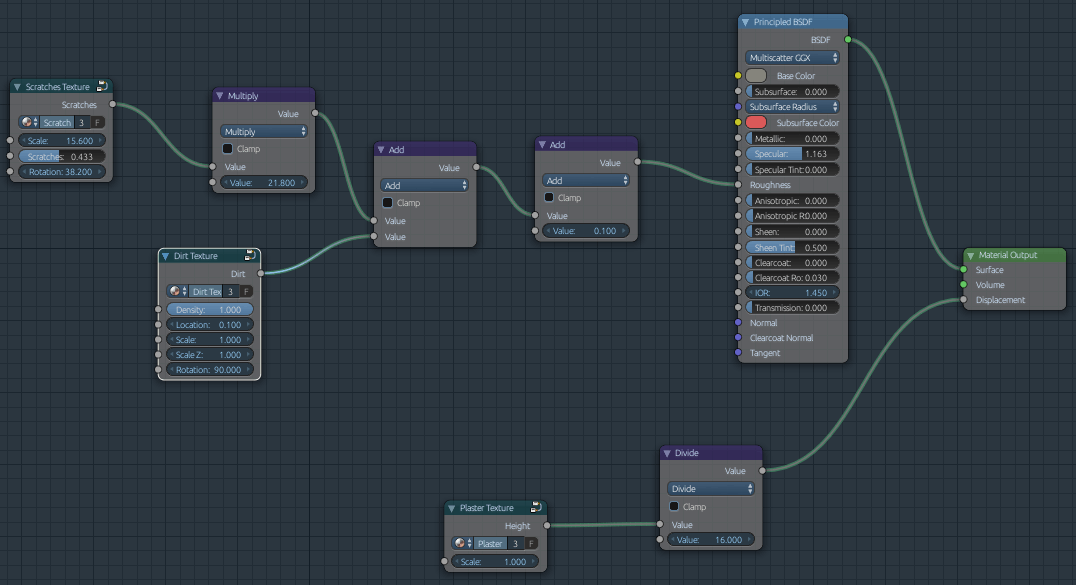 Scratches Texture
Scratches
Scratch 3 F
Scale: 15.600
Scratches: 0.433
Rotation: 38.200
Multiply
Value
Multiply
Clamp
Value
Value: 21.800
Dirt Texture
Dirt
Dirt Tex 3 F
Density: 1.000
Location: 0.100
Scale: 1.000
Scale Z: 1.000
Rotation: 90.000
Add
Value
Add
Clamp
Value
Value
Add
Value
Add
Clamp
Value
Value: 0.100
Principled BSDF
BSDF
Multiscatter GGX
Base Color
Subsurface: 0.000
Subsurface Radius
Subsurface Color
Metallic: 0.000
Specular: 1.163
Specular Tint: 0.000
Roughness
Anisotropic: 0.000
Anisotropic R: 0.000
Sheen: 0.000
Sheen Tint: 0.500
Clearcoat: 0.000
Clearcoat Ro: 0.030
IOR: 1.450
Transmission: 0.000
Normal
Clearcoat Normal
Tangent
Material Output
Surface
Volume
Displacement
Plaster Texture
Height
Plaster 3 F
Scale: 1.000
Divide
Value
Divide
Clamp
Value
Value: 16.000